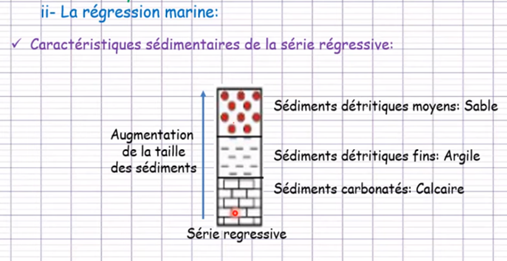 ii- La régression marine:
✓ Caractéristiques sédimentaires de la série régressive:
Sédiments détritiques moyens: Sable
Augmentation
de la taille
des sédiments
Sédiments détritiques fins: Argile
Sédiments carbonatés: Calcaire
Série regressive